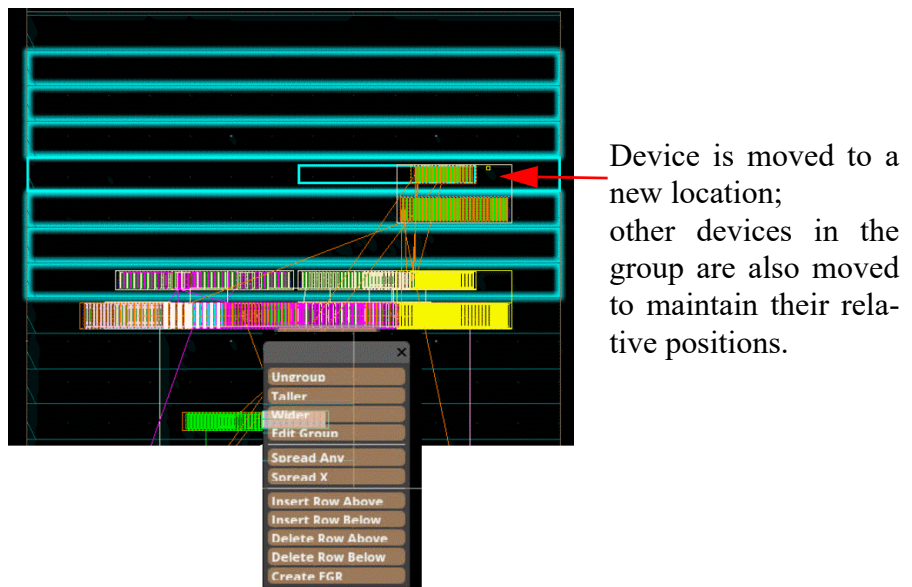 Device is moved to a
new location;
other devices in the
group are also moved
to maintain their rela-
tive positions.
×
Ungroup
Taller
Wider
Edit Group
Spread Any
Spread X
Insert Row Above
Insert Row Below
Delete Row Above
Delete Row Below
Create FGR